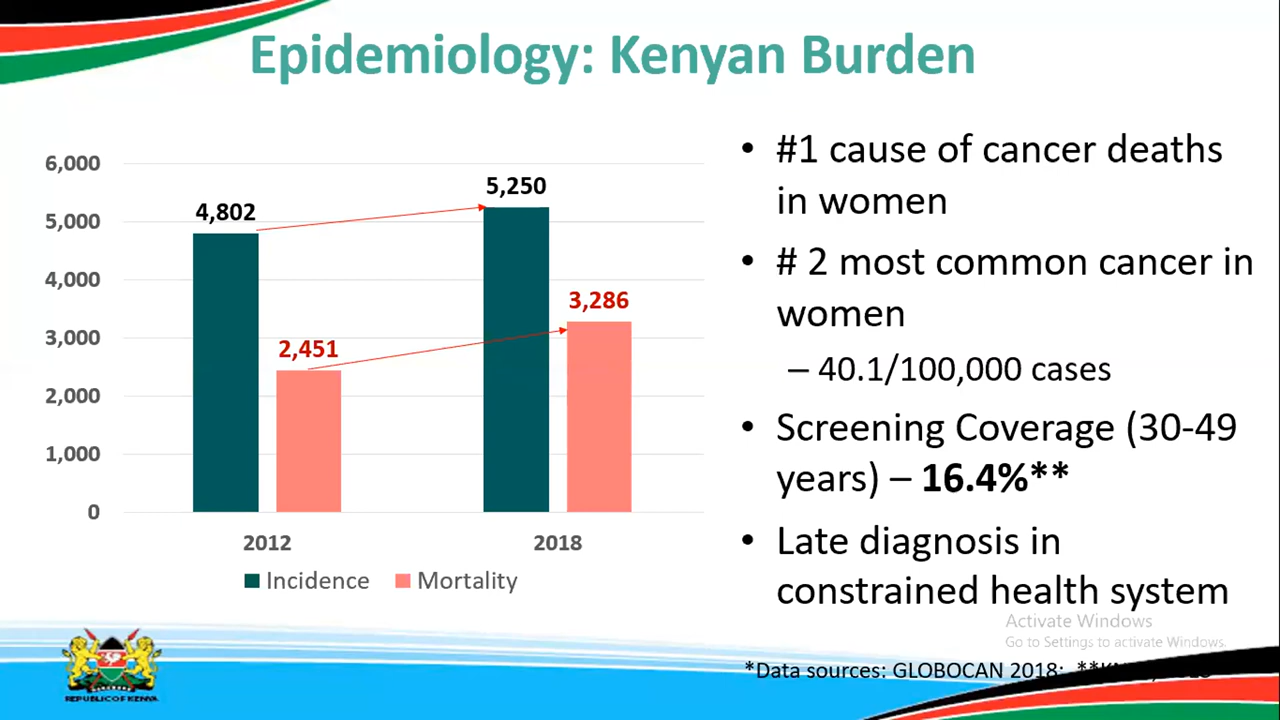 Epidemiology: Kenyan Burden
6,000
5,000
4,000
3,000
2,000
1,000
0
4,802
2,451
5,250
3,286
2012
2018
Incidence
Mortality
• #1 cause of cancer deaths
in women
• # 2 most common cancer in
women
– 40.1/100,000 cases
• Screening Coverage (30-49
years) – 16.4%**
• Late diagnosis in
constrained health system
Activate Windows
Go to Settings to activate Windows.
*Data sources: GLOBOCAN 2018;
REPUBLIC OF KENYA